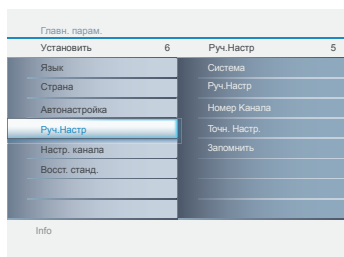 Главн. парам.
Установить 6 Руч.Настр 5
Язык Система
Страна Руч.Настр
Автонастройка Номер Канала
Руч.Настр Точн. Настр.
Настр. канала Запомнить
Восст. станд.
Info